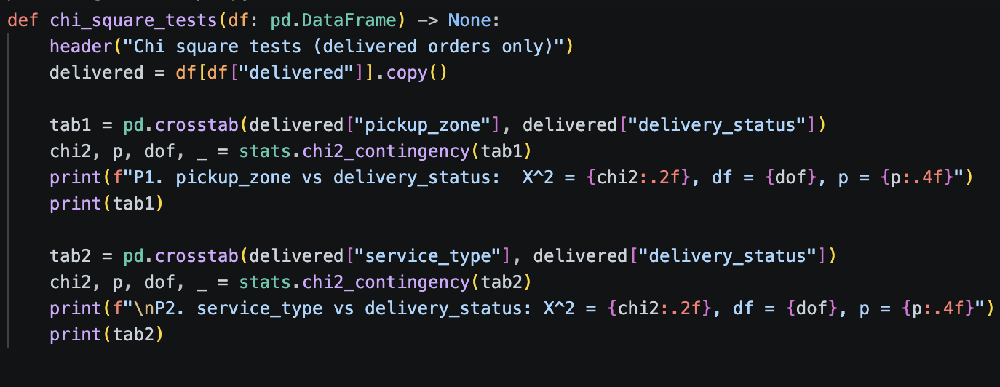 def chi_square_tests(df: pd.DataFrame) -> None:
    header("Chi square tests (delivered orders only)")
    delivered = df[df["delivered"]].copy()

    tab1 = pd.crosstab(delivered["pickup_zone"], delivered["delivery_status"])
    chi2, p, dof, _ = stats.chi2_contingency(tab1)
    print(f"P1. pickup_zone vs delivery_status:  X^2 = {chi2:.2f}, df = {dof}, p = {p:.4f}")
    print(tab1)

    tab2 = pd.crosstab(delivered["service_type"], delivered["delivery_status"])
    chi2, p, dof, _ = stats.chi2_contingency(tab2)
    print(f"\nP2. service_type vs delivery_status: X^2 = {chi2:.2f}, df = {dof}, p = {p:.4f}")
    print(tab2)